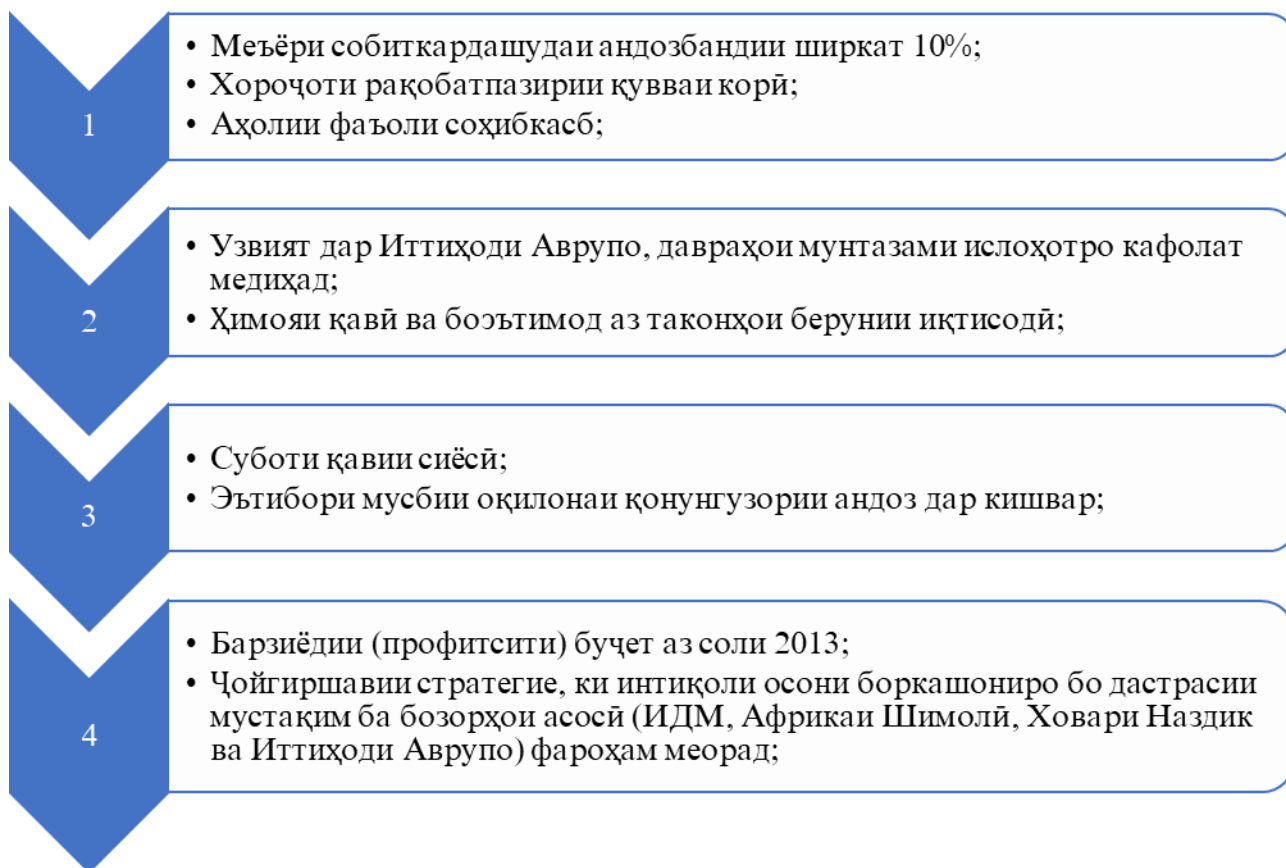 1
• Меъёри собиткардашудаи андозбандии ширкат 10%;
• Хороҷоти рақобатпазирии қувваи корӣ;
• Аҳолии фаъоли соҳибкасб;
2
• Узвият дар Иттиҳоди Аврупо, давраҳои мунтазами ислоҳотро кафолат
медиҳад;
• Ҳимояи қавӣ ва боэътимод аз таконҳои берунии иқтисодӣ;
3
• Суботи қавии сиёсӣ;
• Эътибори мусбии оқилонаи қонунгузории андоз дар кишвар;
4
• Барзиёдии (профитсити) буҷет аз соли 2013;
• Ҷойгиршавии стратегие, ки интиқоли осони боркашониро бо дастрасии
мустақим ба бозорҳои асосӣ (ИДМ, Африкаи Шимолӣ, Ховари Наздик
ва Иттиҳоди Аврупо) фароҳам меорад;